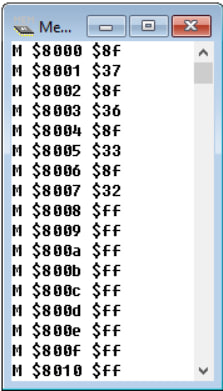 Me...
M $8000 $8f
M $8001 $37
M $8002 $8f
M $8003 $36
M $8004 $8f
M $8005 $33
M $8006 $8f
M $8007 $32
M $8008 $ff
M $8009 $ff
M $800a $ff
M $800b $ff
M $800c $ff
M $800d $ff
M $800e $ff
M $800f $ff
M $8010 $ff